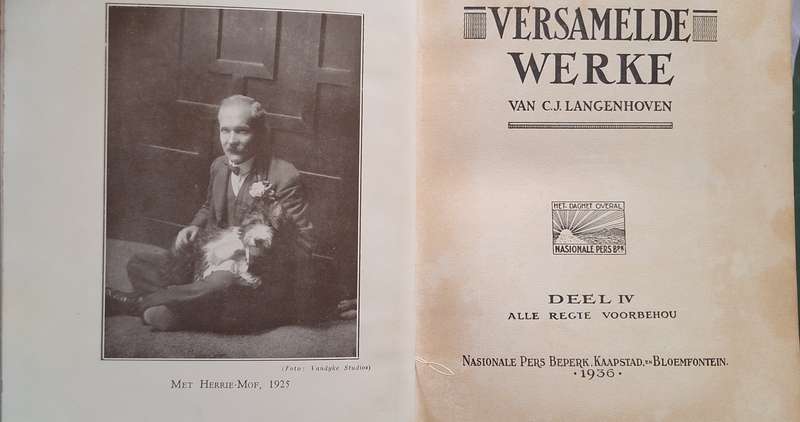 (Foto: Vandyke Studios)
MET HERRIE-MOF, 1925
VERSAMELDE
WERKE
VAN C.J. LANGENHOVEN
HET DAGHET OVERAL
NASIONALE PERS BPK
DEEL IV
ALLE REGTE VOORBEHOU
NASIONALE PERS BEPERK, KAAPSTAD, EN BLOEMFONTEIN.
·1936·